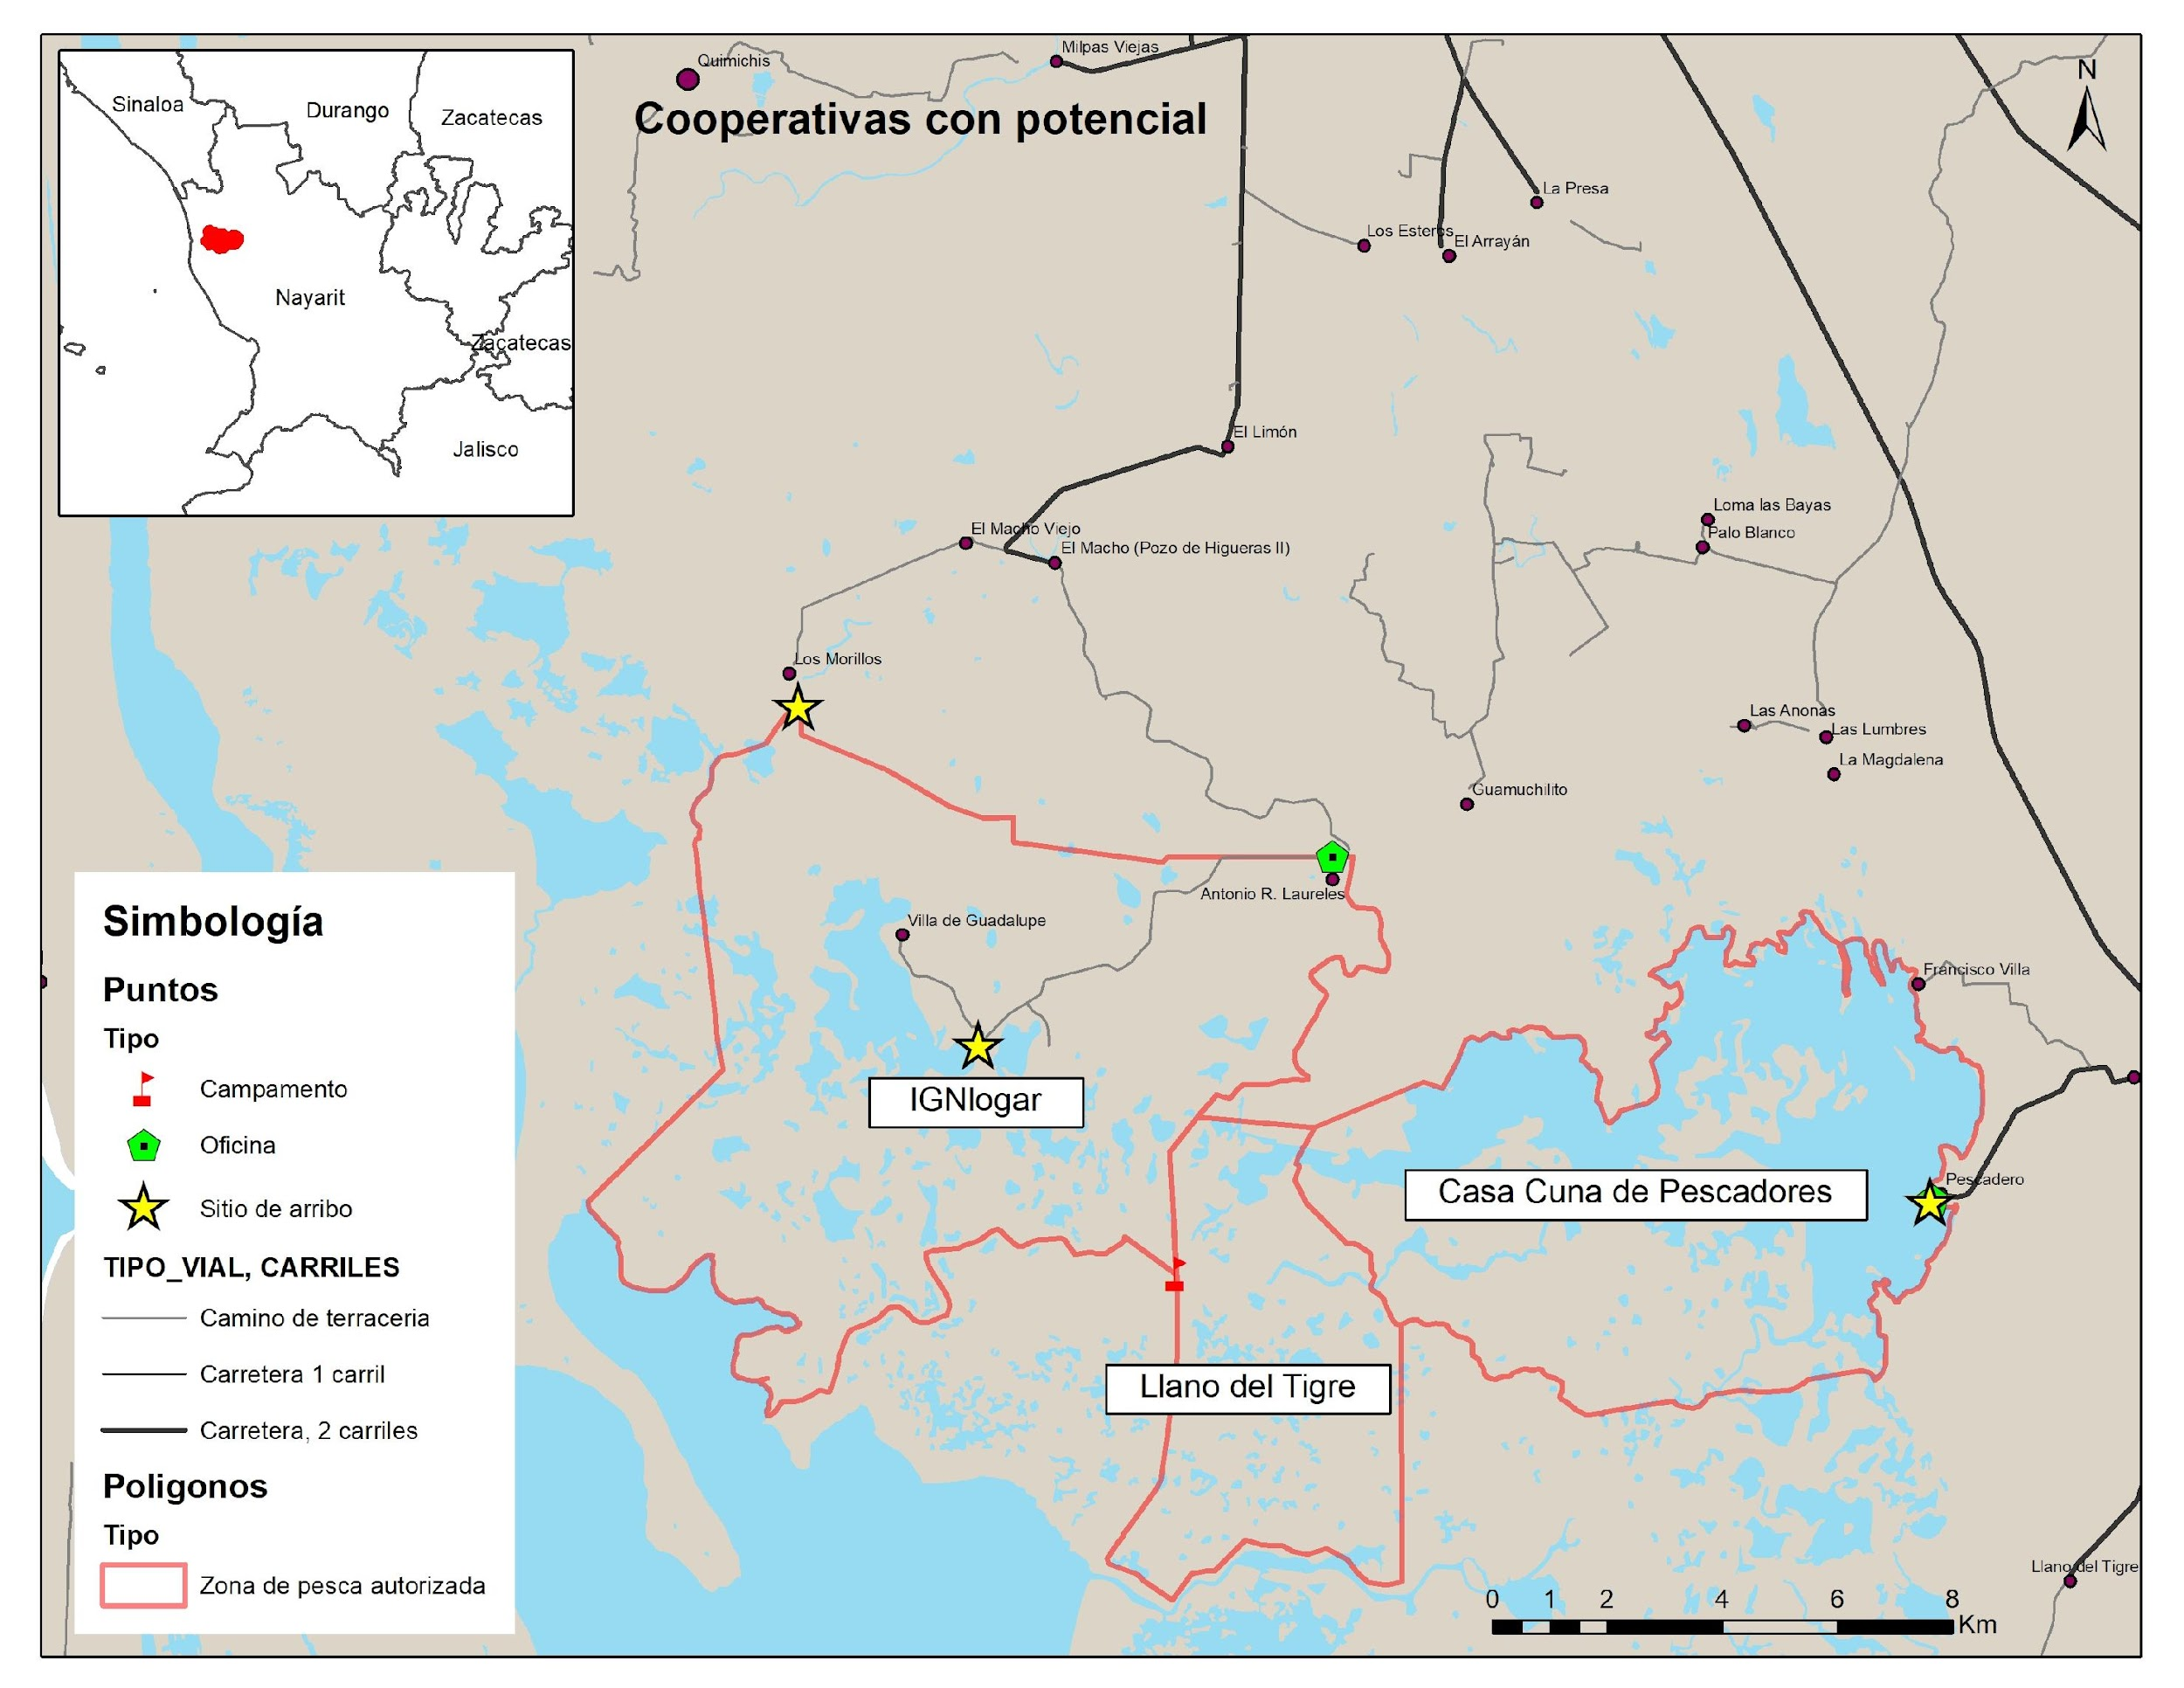 Quimichis
Milpas Viejas
Cooperativas con potencial
N
Sinaloa
Durango
Zacatecas
Nayarit
Zacatecas
Jalisco
La Presa
Los Esteros
El Arrayán
El Limón
Loma las Bayas
Palo Blanco
El Macho Viejo
El Macho (Pozo de Higueras II)
Los Morillos
Las Anonas
Las Lumbres
La Magdalena
Guamuchilito
Antonio R. Laureles
Villa de Guadalupe
Francisco Villa
IGNlogar
Casa Cuna de Pescadores
Pescadero
Llano del Tigre
Llano del Tigre
Simbología
Puntos
Tipo
Campamento
Oficina
Sitio de arribo
TIPO_VIAL, CARRILES
Camino de terraceria
Carretera 1 carril
Carretera, 2 carriles
Poligonos
Tipo
Zona de pesca autorizada
0 1 2 4 6 8
Km